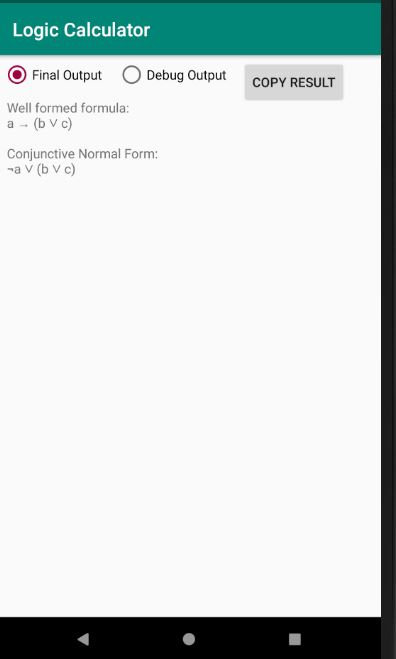 Logic Calculator
Final Output Debug Output COPY RESULT
Well formed formula:
a → (b ∨ c)
Conjunctive Normal Form:
¬a ∨ (b ∨ c)